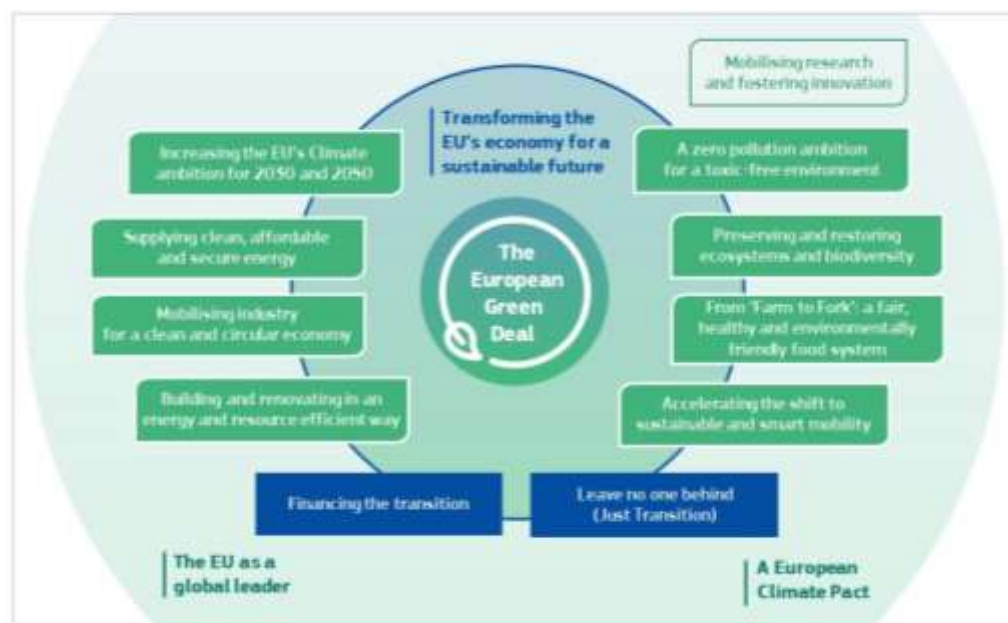 Mobilising research
and fostering innovation
Transforming the
EU's economy for a
sustainable future
Increasing the EU's Climate
ambition for 2030 and 2050
A zero pollution ambition
for a toxic-free environment
Supplying clean, affordable
and secure energy
Preserving and restoring
ecosystems and biodiversity
The
European
Green
Deal
Mobilising industry
for a clean and circular economy
From 'Farm to Fork': a fair,
healthy and environmentally
friendly food system
Building and renovating in an
energy and resource efficient way
Accelerating the shift to
sustainable and smart mobility
Financing the transition
Leave no one behind
(Just Transition)
The EU as a
global leader
A European
Climate Pact